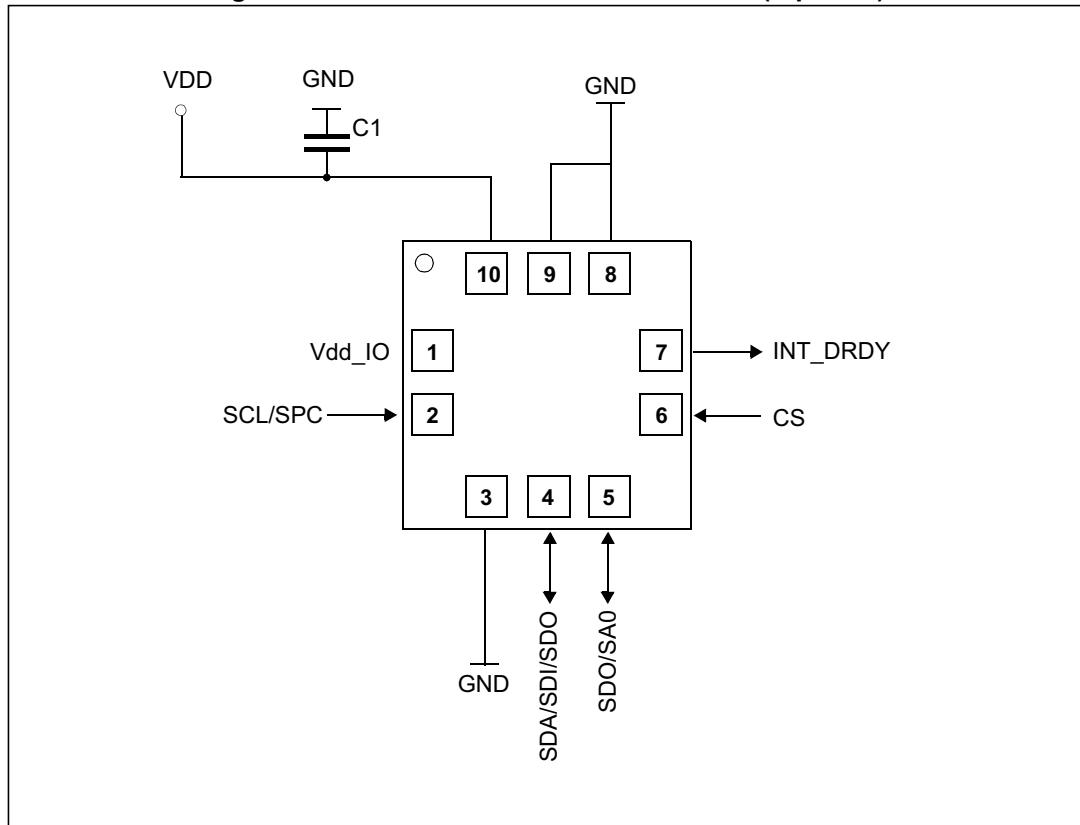 VDD
GND
C1
GND
10
9
8
Vdd_IO
1
7
INT_DRDY
SCL/SPC
2
6
CS
3
4
5
GND
SDA/SDI/SDO
SDO/SA0